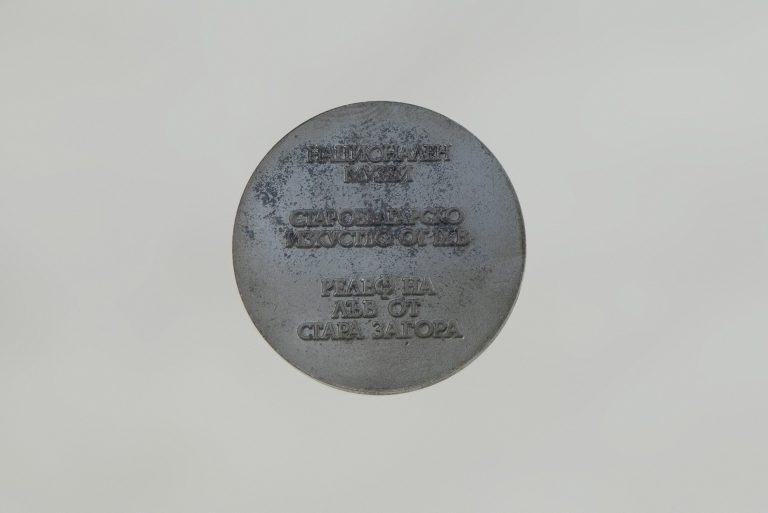 НАЦИОНАЛЕН
МУЗЕЙ
СТАРОБЪЛГАРСКО
ИЗКУСТВО
РЕЛЕФ НА
ЛЪВ ОТ
СТАРА ЗАГОРА